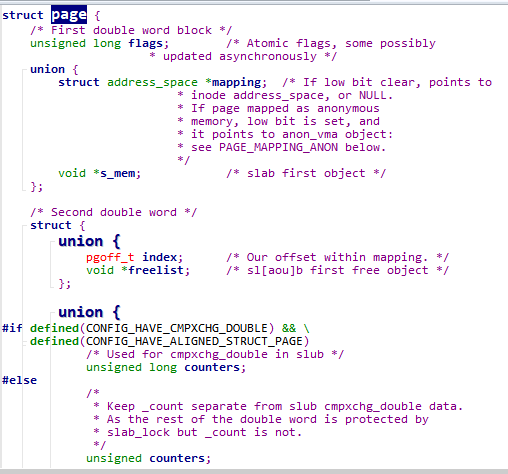 struct page {
/* First double word block */
unsigned long flags; /* Atomic flags, some possibly
* updated asynchronously */
union {
struct address_space *mapping; /* If low bit clear, points to
* inode address_space, or NULL.
* If page mapped as anonymous
* memory, low bit is set, and
* it points to anon_vma object:
* see PAGE_MAPPING_ANON below.
*/
void *s_mem; /* slab first object */
};
/* Second double word */
struct {
union {
pgoff_t index; /* Our offset within mapping. */
void *freelist; /* sl[aou]b first free object */
};
union {
#if defined(CONFIG_HAVE_CMPXCHG_DOUBLE) && \
defined(CONFIG_HAVE_ALIGNED_STRUCT_PAGE)
/* Used for cmpxchg_double in slub */
unsigned long counters;
#else
/*
* Keep _count separate from slub cmpxchg_double data.
* As the rest of the double word is protected by
* slab_lock but _count is not.
*/
unsigned counters;